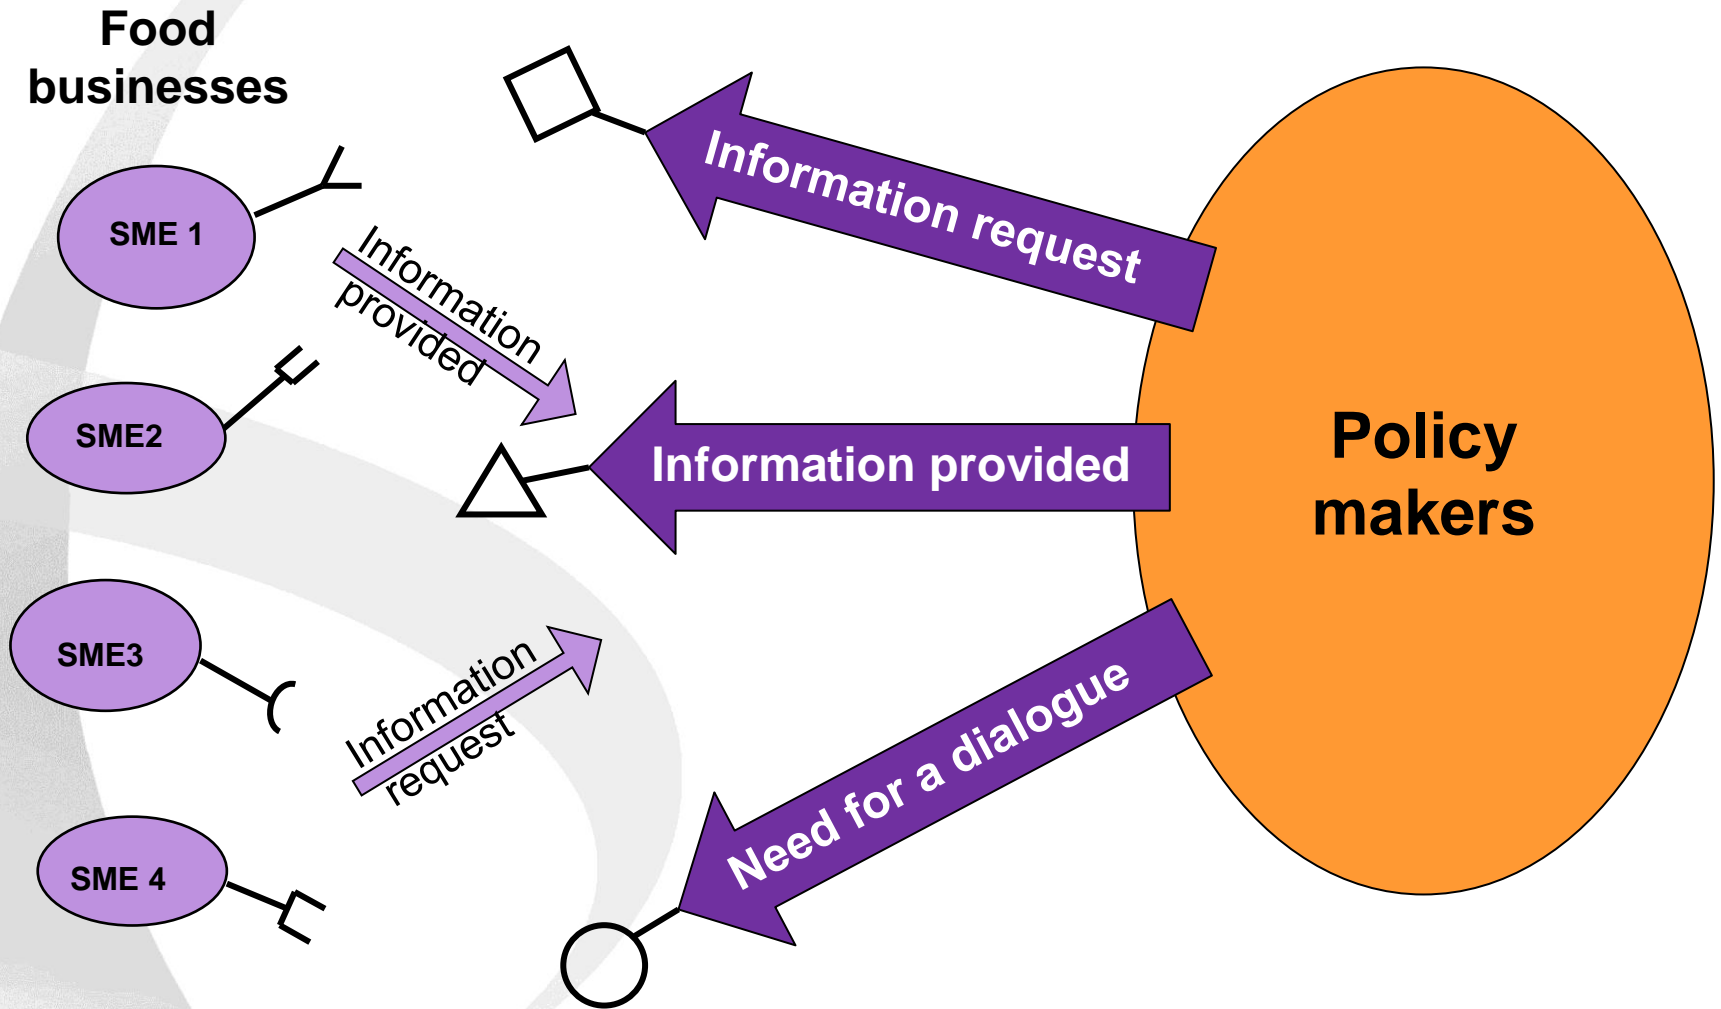 Food
businesses
SME 1
SME2
SME3
SME 4
Information
provided
Information
request
Information request
Information provided
Need for a dialogue
Policy
makers